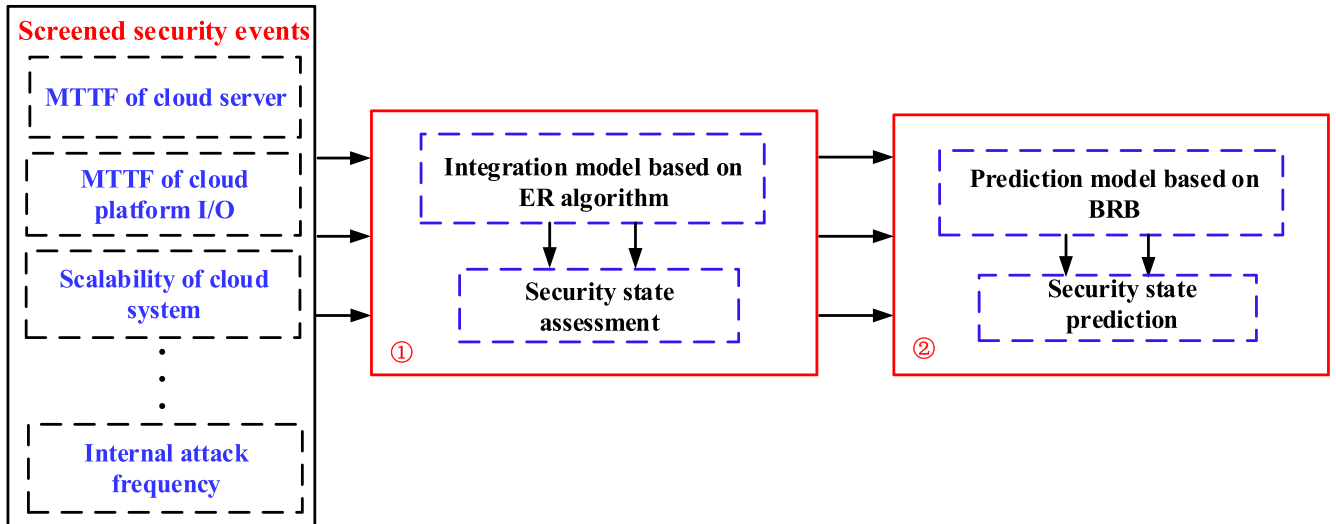 Screened security events
MTTF of cloud server
MTTF of cloud
platform I/O
Scalability of cloud
system
Internal attack
frequency
Integration model based on
ER algorithm
Security state
assessment
①
Prediction model based on
BRB
Security state
prediction
②